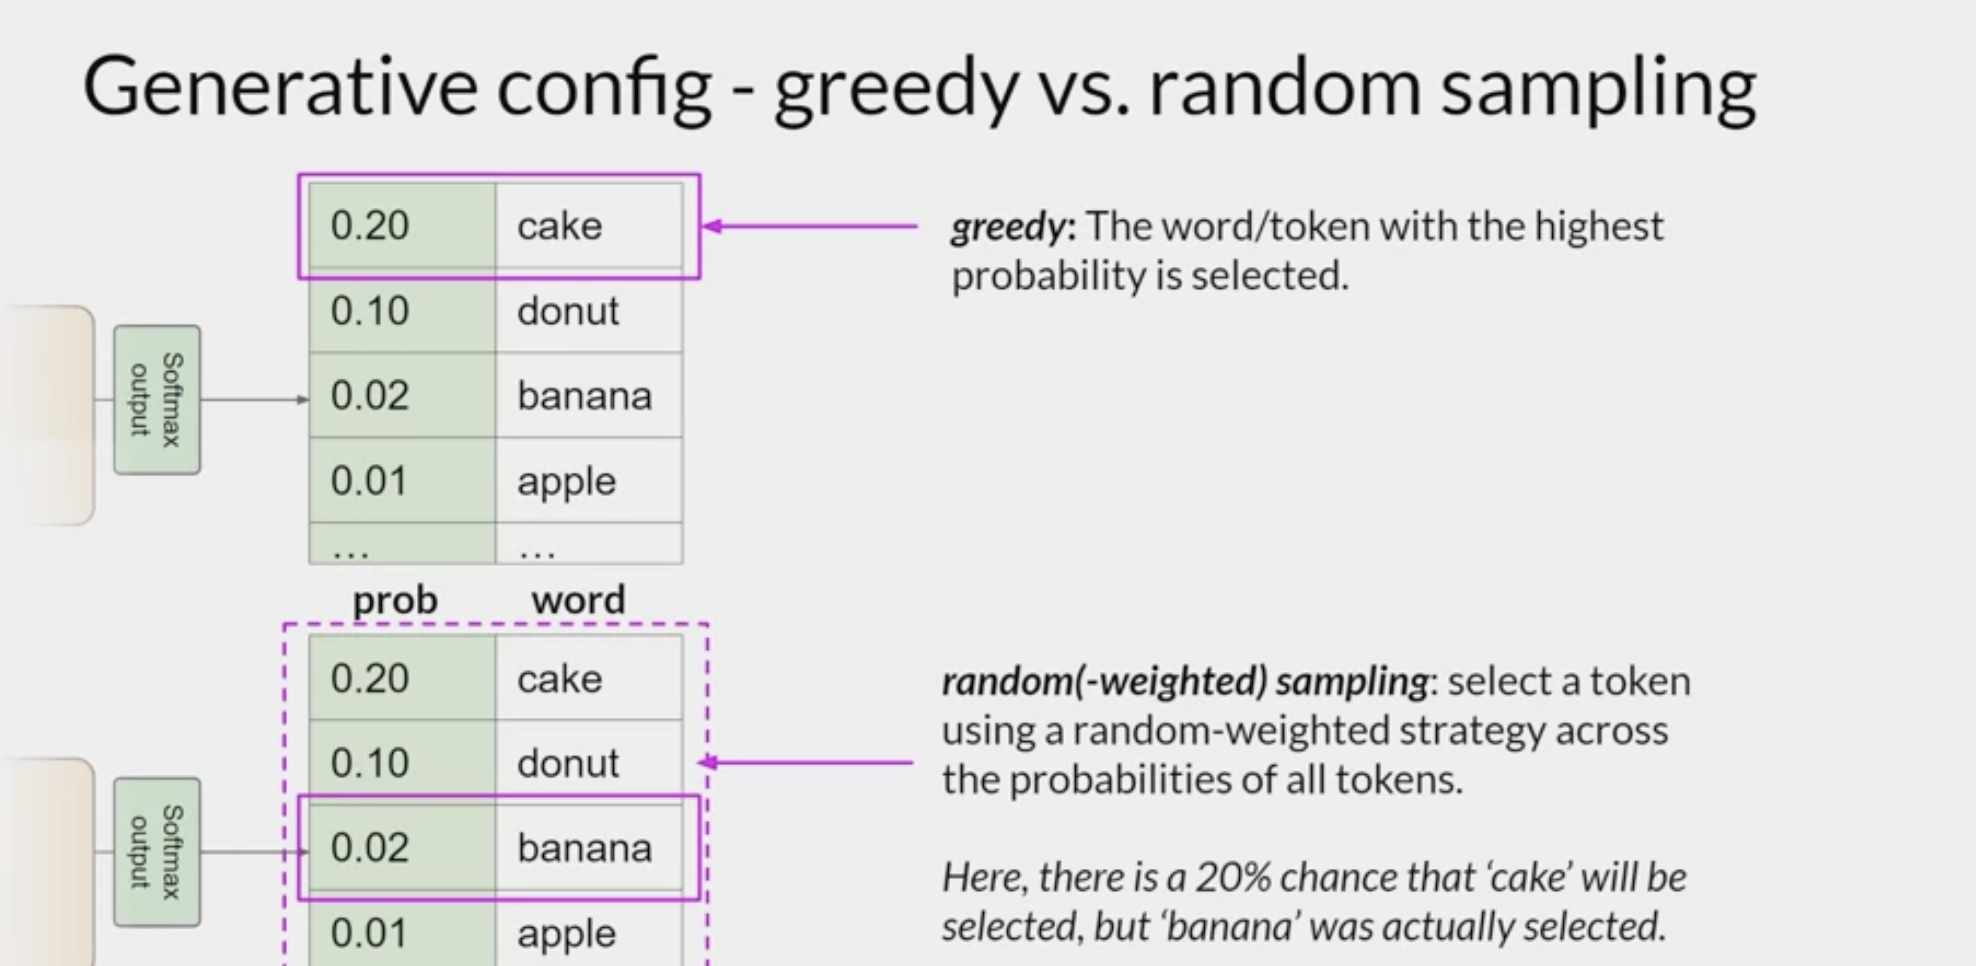 Generative config - greedy vs. random sampling
0.20 cake
0.10 donut
0.02 banana
0.01 apple
... ...
prob word
Softmax
output
greedy: The word/token with the highest
probability is selected.
0.20 cake
0.10 donut
0.02 banana
0.01 apple
Softmax
output
random(-weighted) sampling: select a token
using a random-weighted strategy across
the probabilities of all tokens.
Here, there is a 20% chance that ‘cake’ will be
selected, but ‘banana’ was actually selected.